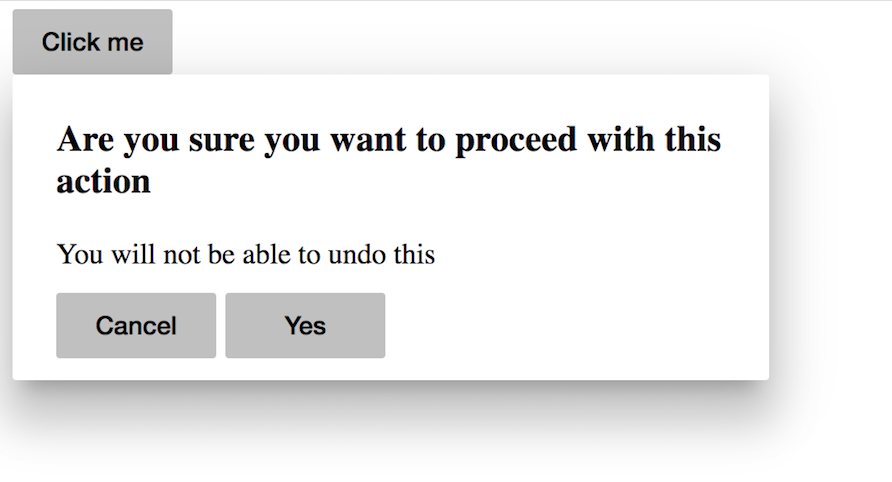 Click me
Are you sure you want to proceed with this
action
You will not be able to undo this
Cancel Yes